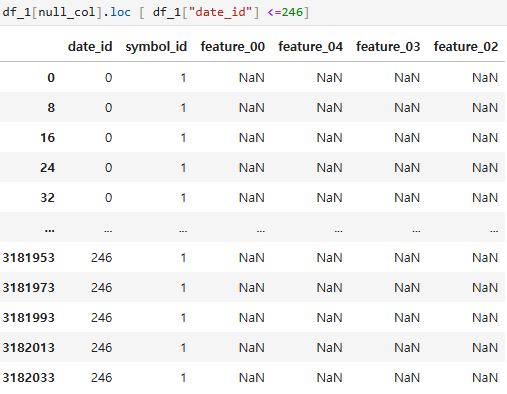 df_1[null_col].loc [ df_1["date_id"] <=246]
date_id symbol_id feature_00 feature_04 feature_03 feature_02
0 0 1 NaN NaN NaN NaN
8 0 1 NaN NaN NaN NaN
16 0 1 NaN NaN NaN NaN
24 0 1 NaN NaN NaN NaN
32 0 1 NaN NaN NaN NaN
... ... ... ... ... ... ...
3181953 246 1 NaN NaN NaN NaN
3181973 246 1 NaN NaN NaN NaN
3181993 246 1 NaN NaN NaN NaN
3182013 246 1 NaN NaN NaN NaN
3182033 246 1 NaN NaN NaN NaN